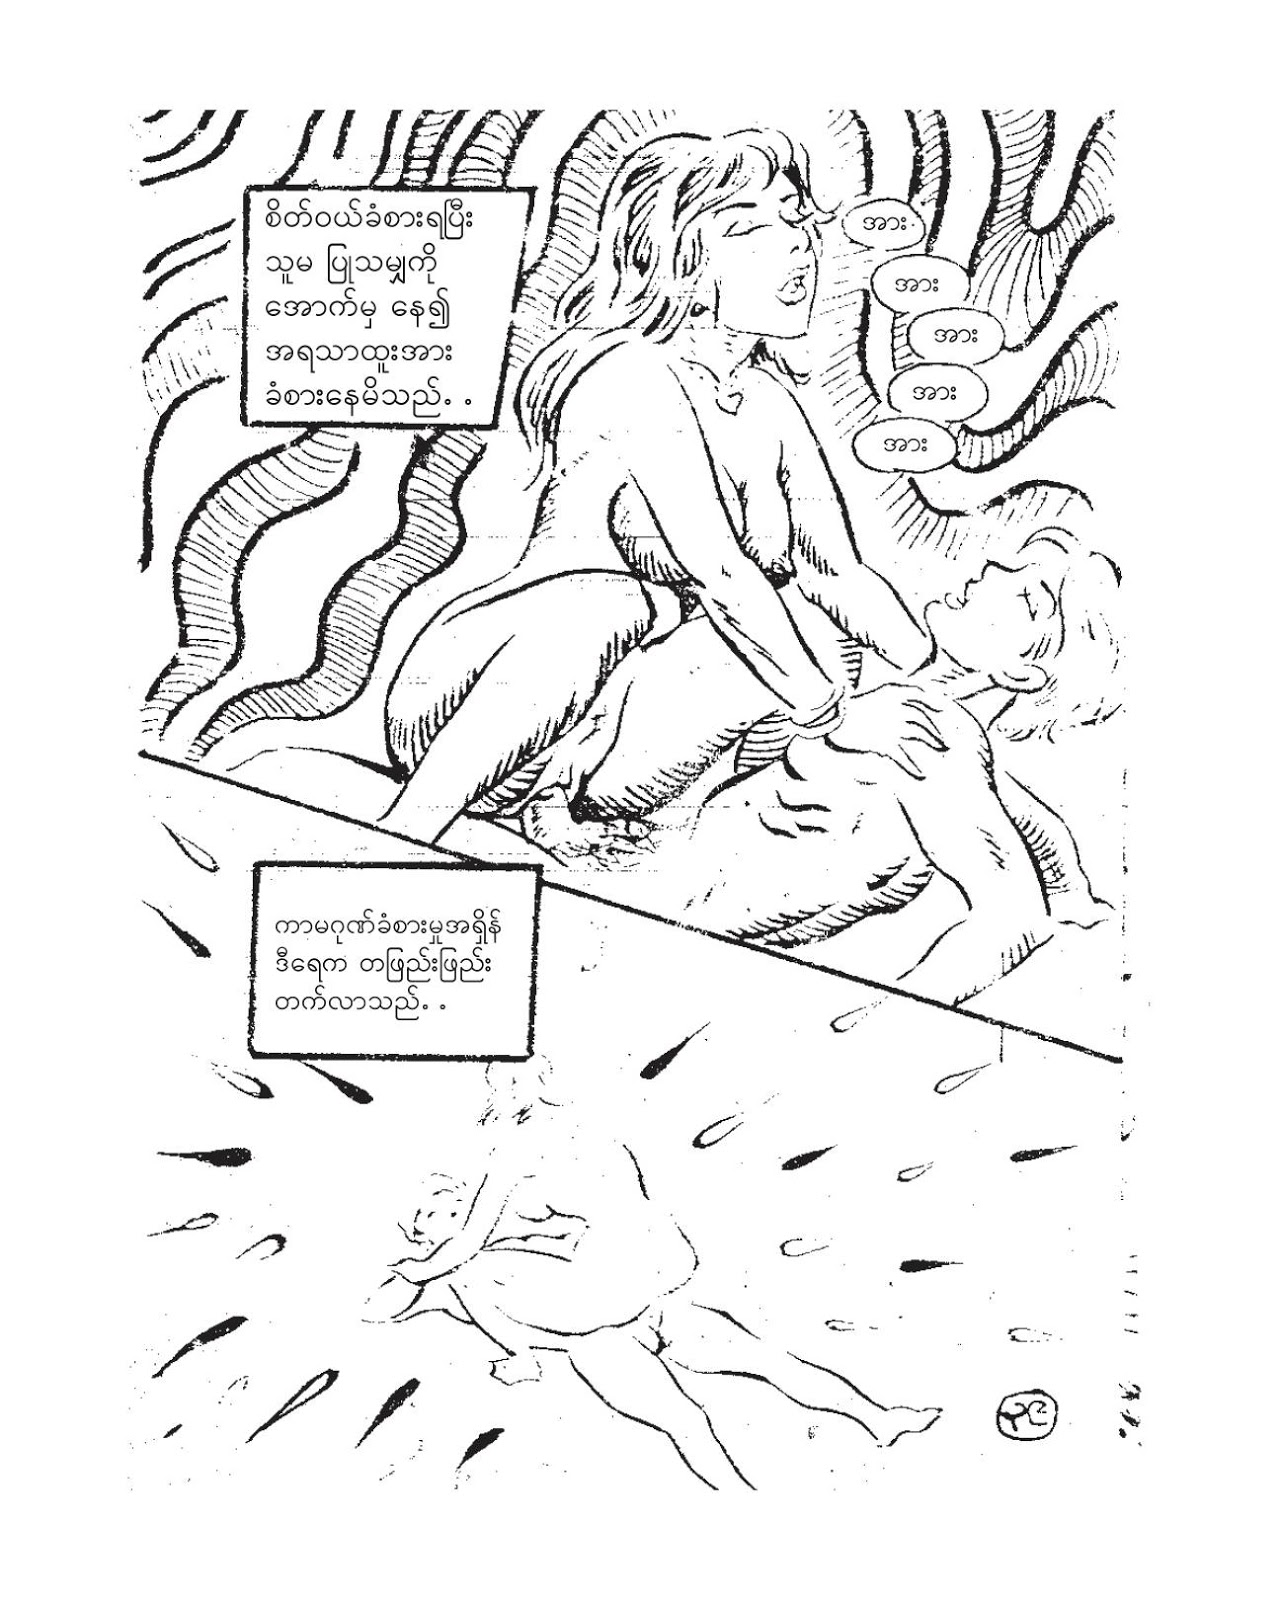 စိတ်ဝယ်ခံစားရပြီး
သူမ ပြုသမျှကို
အောက်မှ နေ၍
အရသာထူးအား
ခံစားနေမိသည်. .
အား.
အား
အား
အား
အား
ကာမဂုဏ်ခံစားမှုအရှိန်
ဒီရေက တဖြည်းဖြည်း
တက်လာသည်. .
၃၉